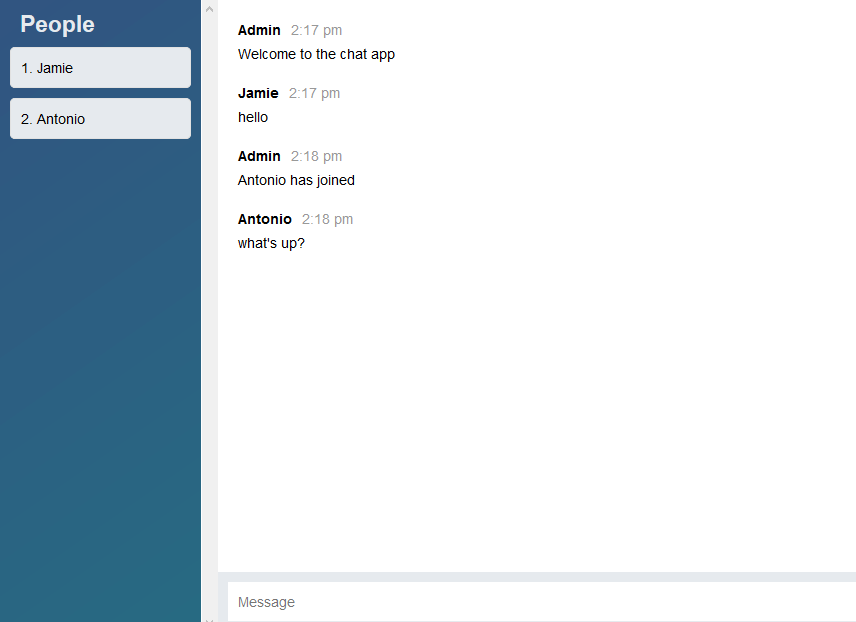 People
1. Jamie
2. Antonio
Admin 2:17 pm
Welcome to the chat app
Jamie 2:17 pm
hello
Admin 2:18 pm
Antonio has joined
Antonio 2:18 pm
what's up?
Message